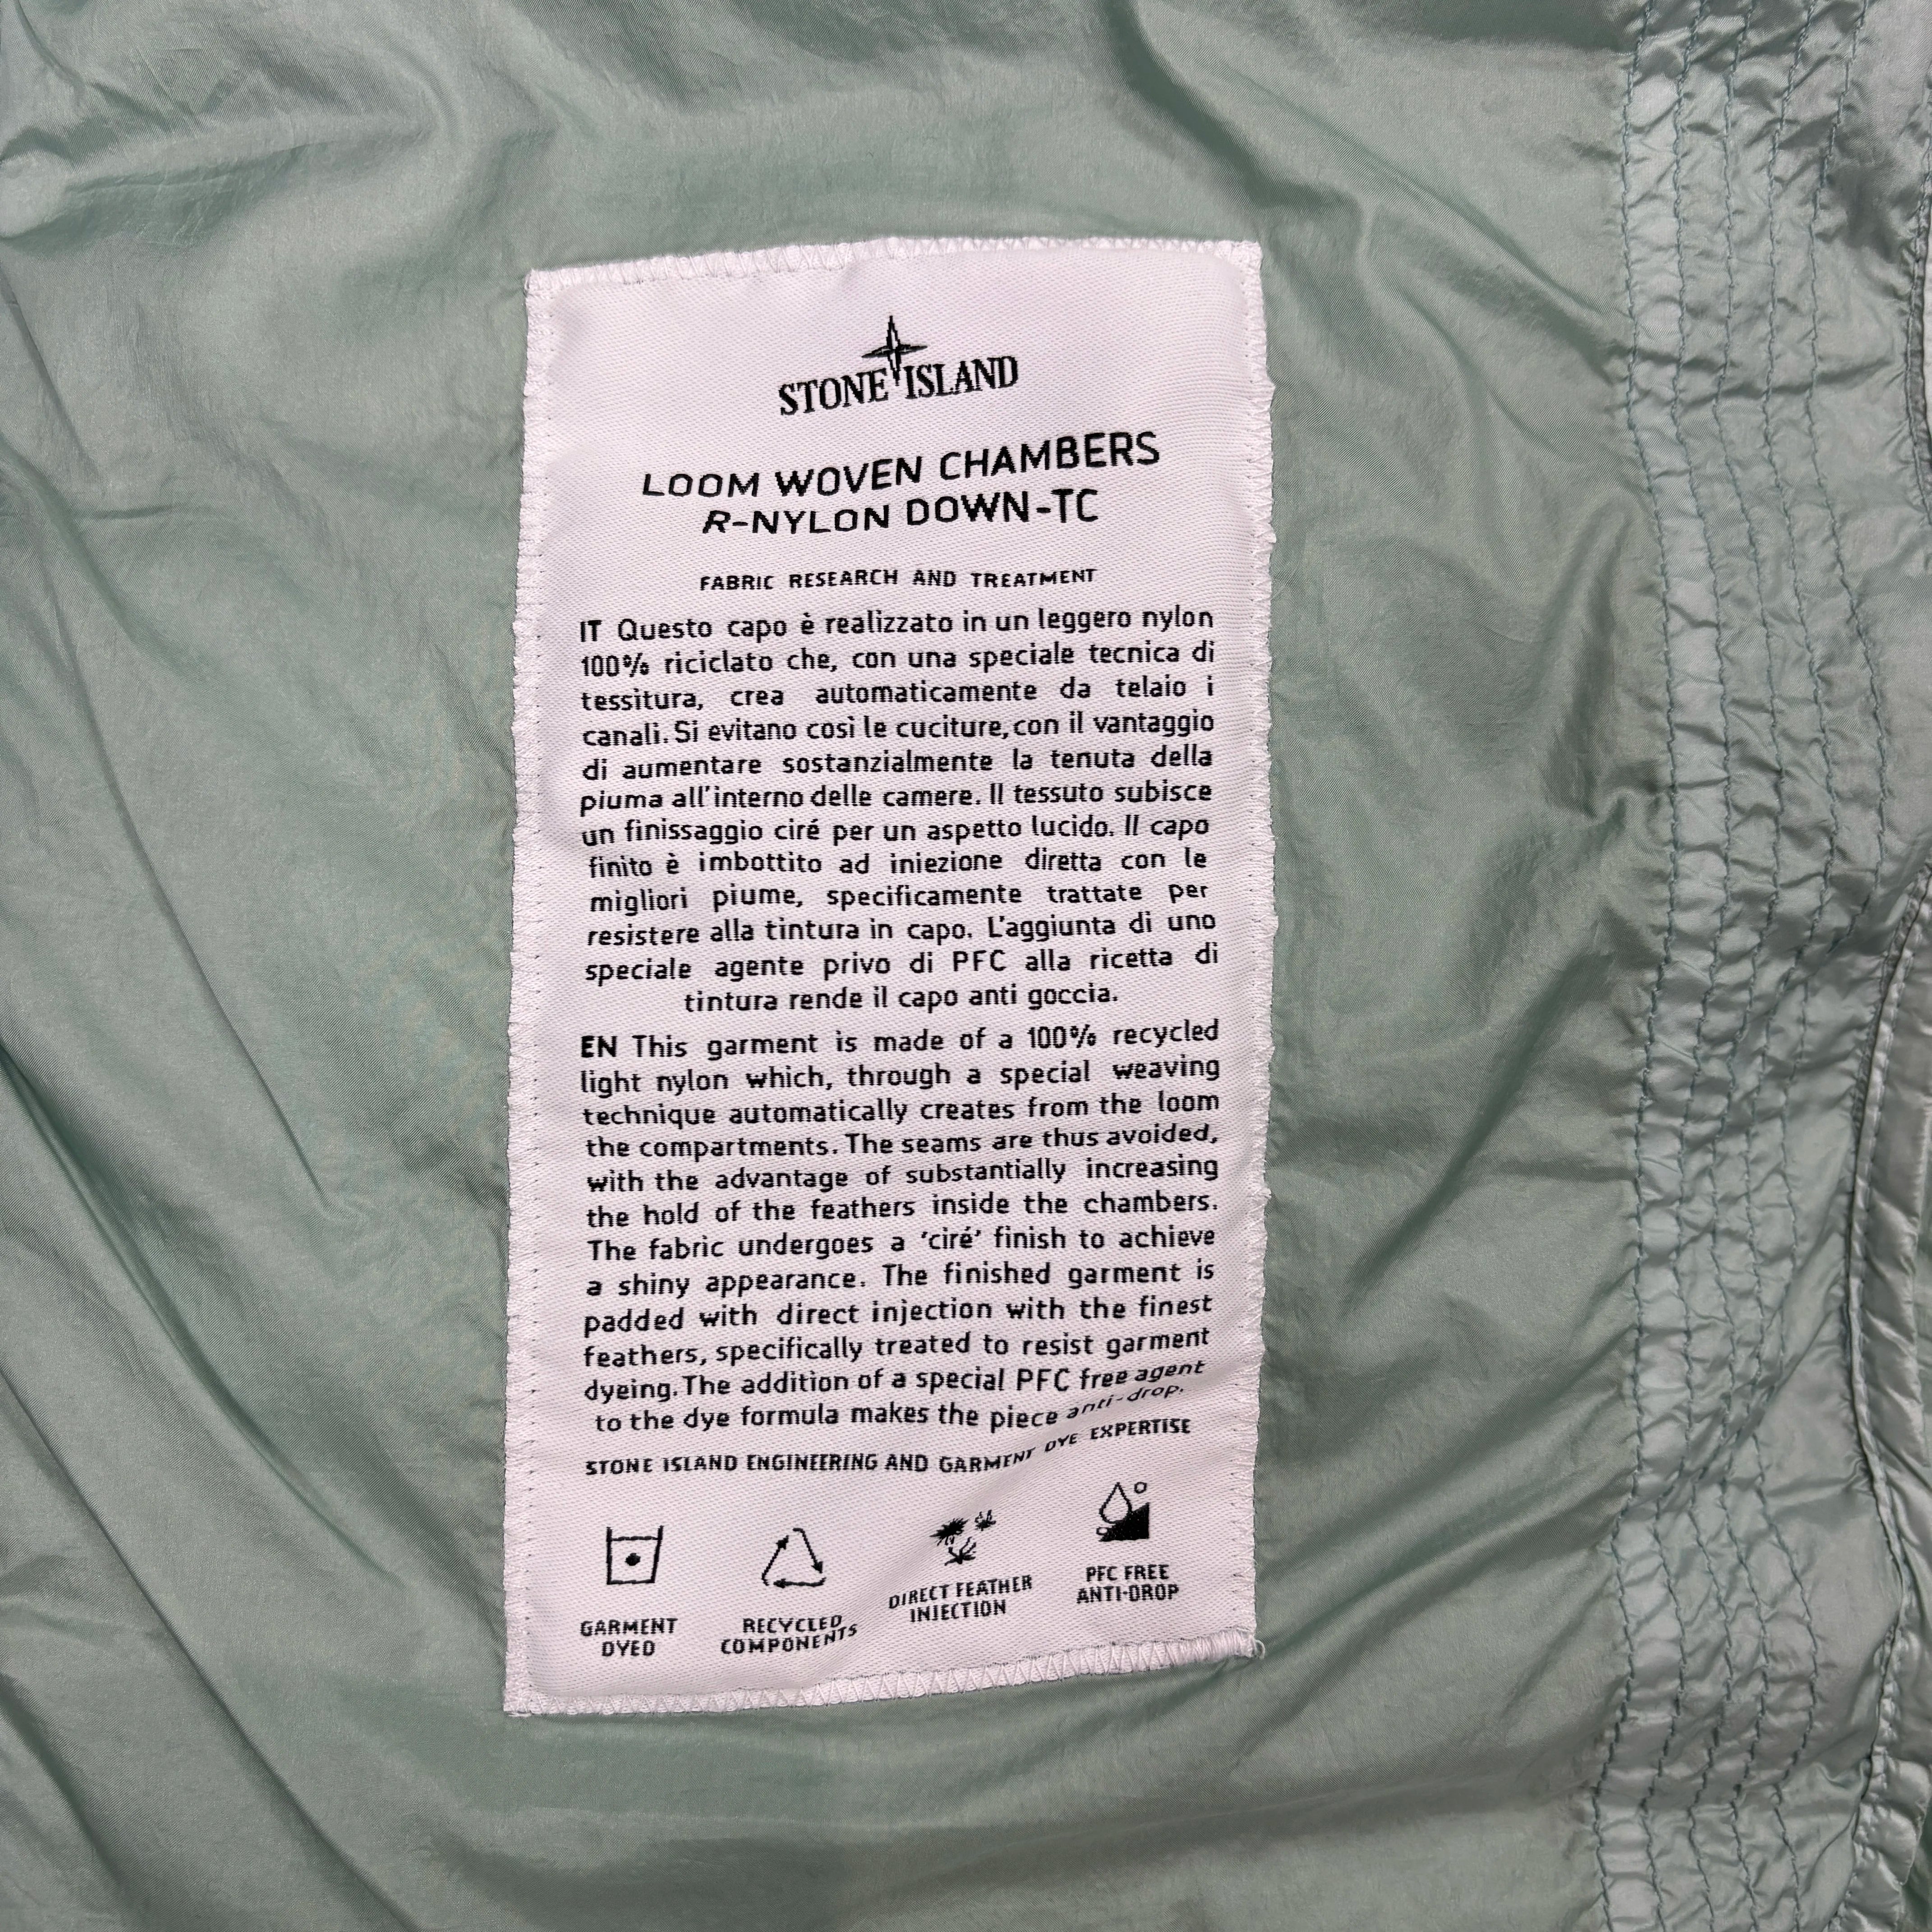 STONE ISLAND
LOOM WOVEN CHAMBERS
R-NYLON DOWN-TC
FABRIC RESEARCH AND TREATMENT
IT Questo capo è realizzato in un leggero nylon
100% riciclato che, con una speciale tecnica di
tessitura, crea automaticamente da telaio i
canali. Si evitano così le cuciture, con il vantaggio
di aumentare sostanzialmente la tenuta della
piuma all'interno delle camere. Il tessuto subisce
un finissaggio ciré per un aspetto lucido. Il capo
finito è imbottito ad iniezione diretta con le
migliori piume, specificamente trattate per
resistere alla tintura in capo. L'aggiunta di uno
speciale agente privo di PFC alla ricetta di
tintura rende il capo anti goccia.
EN This garment is made of a 100% recycled
light nylon which, through a special weaving
technique automatically creates from the loom
the compartments. The seams are thus avoided,
with the advantage of substantially increasing
the hold of the feathers inside the chambers.
The fabric undergoes a 'ciré' finish to achieve
a shiny appearance. The finished garment is
padded with direct injection with the finest
feathers, specifically treated to resist garment
dyeing. The addition of a special PFC free agent
to the dye formula makes the piece anti-drop.
STONE ISLAND ENGINEERING AND GARMENT DYE EXPERTISE
GARMENT
DYED
RECYCLED
COMPONENTS
DIRECT FEATHER
INJECTION
PFC FREE
ANTI-DROP